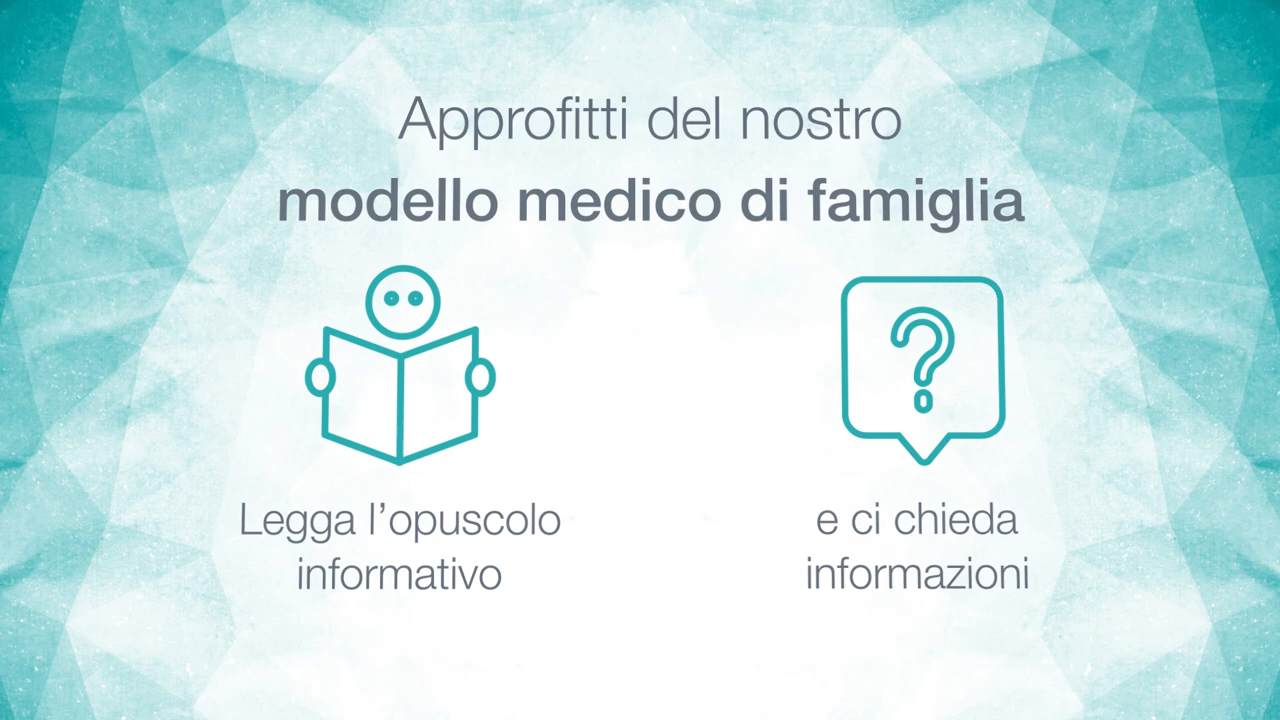 Approfitti del nostro
modello medico di famiglia
Legga l’opuscolo
informativo
e ci chieda
informazioni